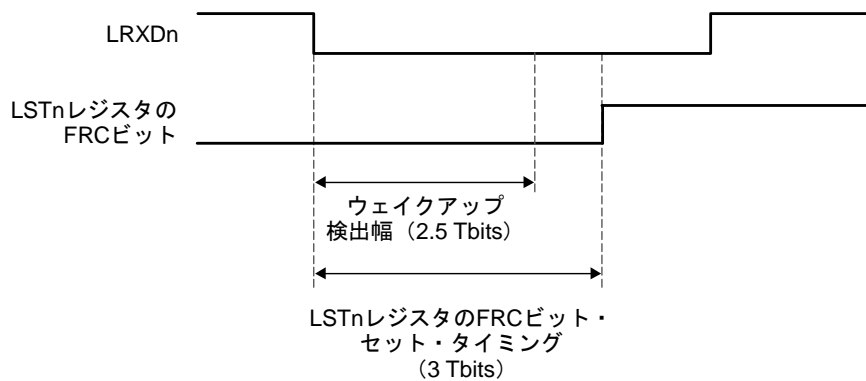 LRXDn
LSTnレジスタの
FRCビット
ウェイクアップ
検出幅（2.5 Tbits）
LSTnレジスタのFRCビット・
セット・タイミング
（3 Tbits）